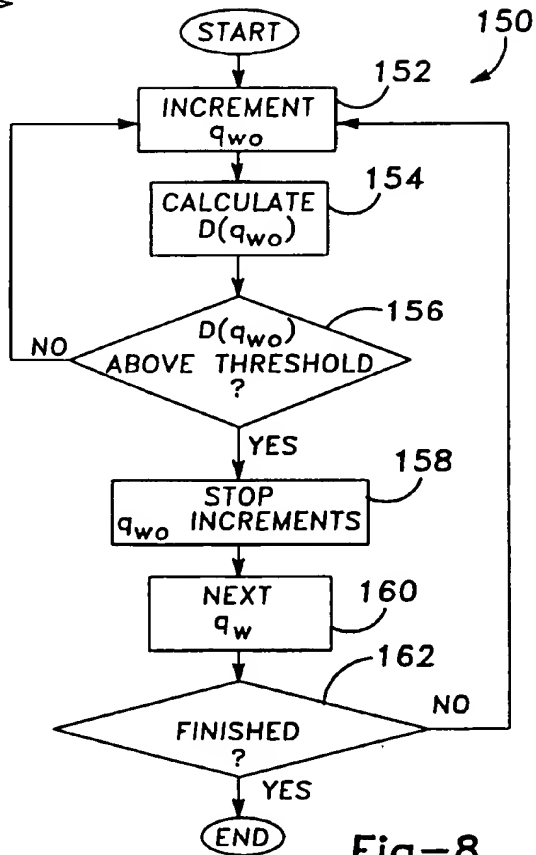 START
150
152
INCREMENT
qwo
154
CALCULATE
D(qwo)
156
D(qwo)
NO
ABOVE THRESHOLD
?
YES
158
STOP
qwo INCREMENTS
160
NEXT
qw
162
NO
FINISHED
?
YES
END
Fig-8